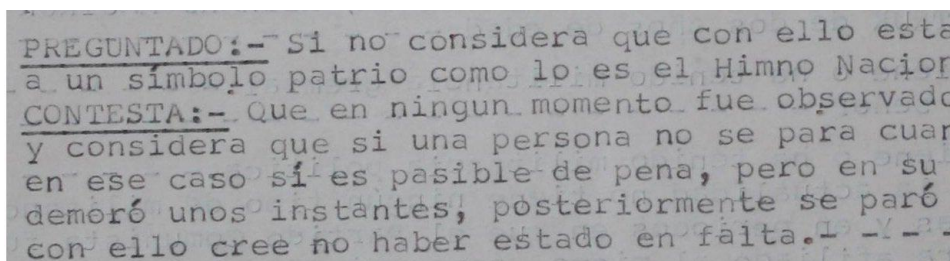 PREGUNTADO:- Si no considera que con ello esta
a un símbolo patrio como lo es el Himno Nacion
CONTESTA:- Que en ningun momento fue observado
y considera que si una persona no se para cuan
en ese caso sí es pasible de pena, pero en su
demoró unos instantes, posteriormente se paró
con ello cree no haber estado en falta.- - - -